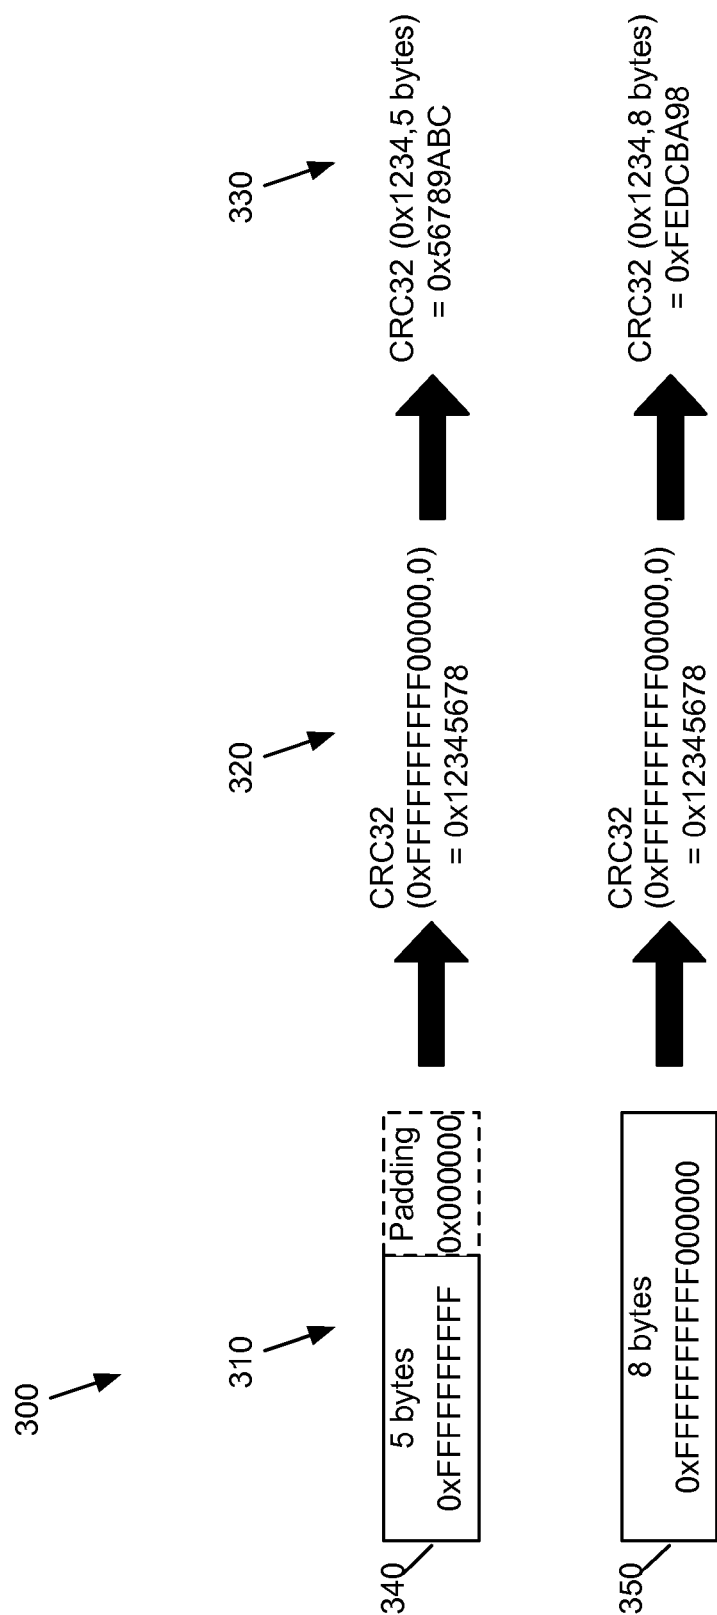 300
310
320
330
340
5 bytes
0xFFFFFFFFFF
Padding
0x000000
CRC32
(0xFFFFFFFFFF00000,0)
= 0x12345678
CRC32 (0x1234,5 bytes)
= 0x56789ABC
350
8 bytes
0xFFFFFFFFFF000000
CRC32
(0xFFFFFFFFFF00000,0)
= 0x12345678
CRC32 (0x1234,8 bytes)
= 0xFEDCBA98